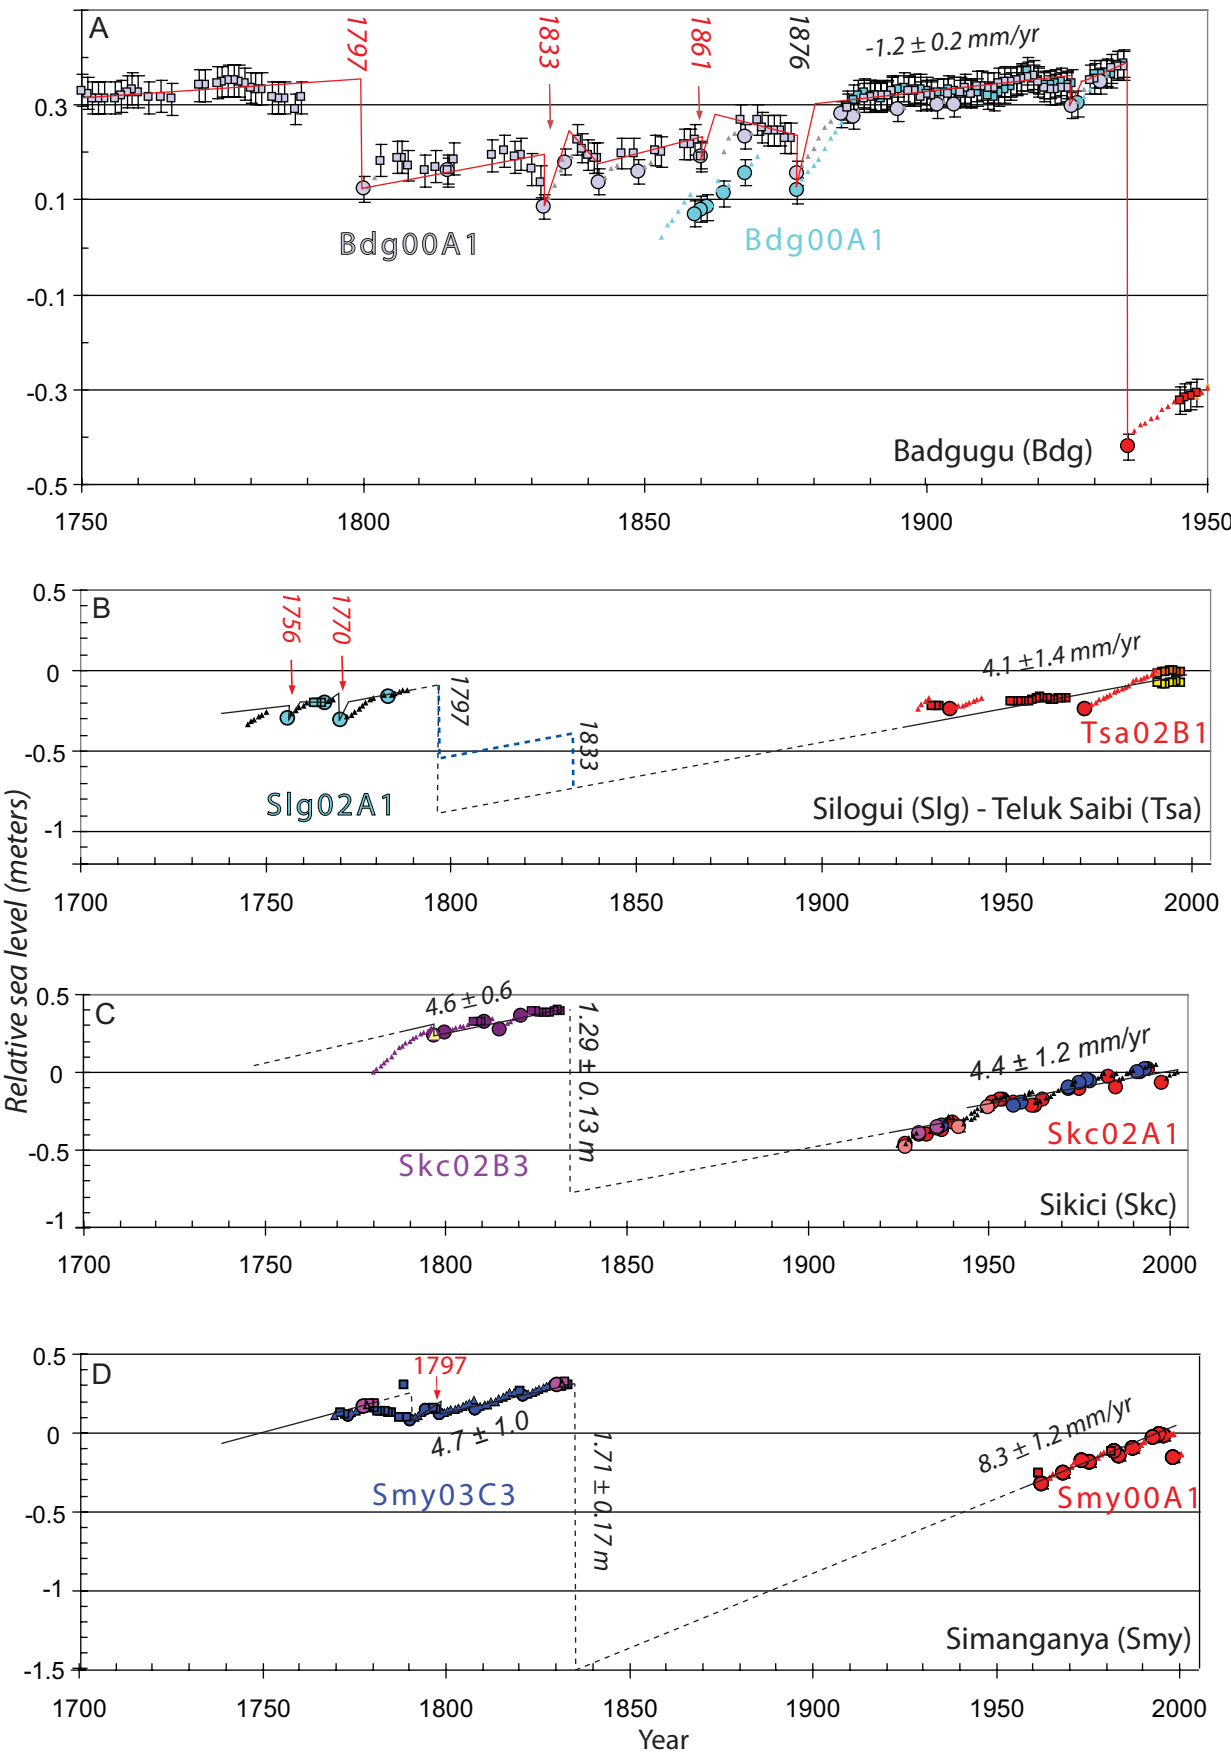 A
1797
1833
1861
1876
-1.2 ± 0.2 mm/yr
0.3
0.1
-0.1
-0.3
-0.5
Bdg00A1
Bdg00A1
Badgugu (Bdg)
1750
1800
1850
1900
1950
B
0.5
0
-0.5
-1
1756
1770
1797
1833
4.1 ±1.4 mm/yr
Slg02A1
Tsa02B1
Silogui (Slg) - Teluk Saibi (Tsa)
1700
1750
1800
1850
1900
1950
2000
Relative sea level (meters)
C
0.5
0
-0.5
-1
4.6 ± 0.6
1.29 ± 0.13 m
4.4 ± 1.2 mm/yr
Skc02B3
Skc02A1
Sikici (Skc)
1700
1750
1800
1850
1900
1950
2000
D
0.5
0
-0.5
-1
-1.5
1797
4.7 ± 1.0
1.71 ± 0.17 m
8.3 ± 1.2 mm/yr
Smy03C3
Smy00A1
Simanganya (Smy)
1700
1750
1800
1850
1900
1950
2000
Year